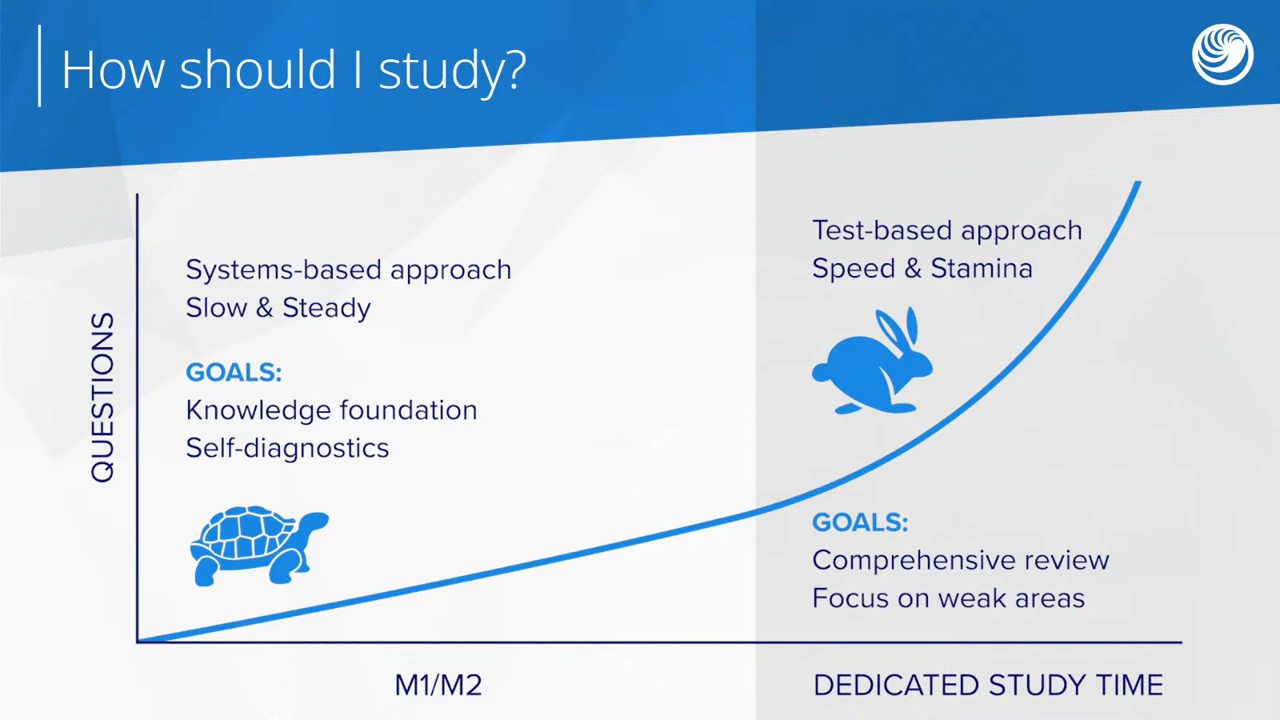 How should I study?
QUESTIONS
Systems-based approach
Slow & Steady
GOALS:
Knowledge foundation
Self-diagnostics
Test-based approach
Speed & Stamina
GOALS:
Comprehensive review
Focus on weak areas
M1/M2
DEDICATED STUDY TIME